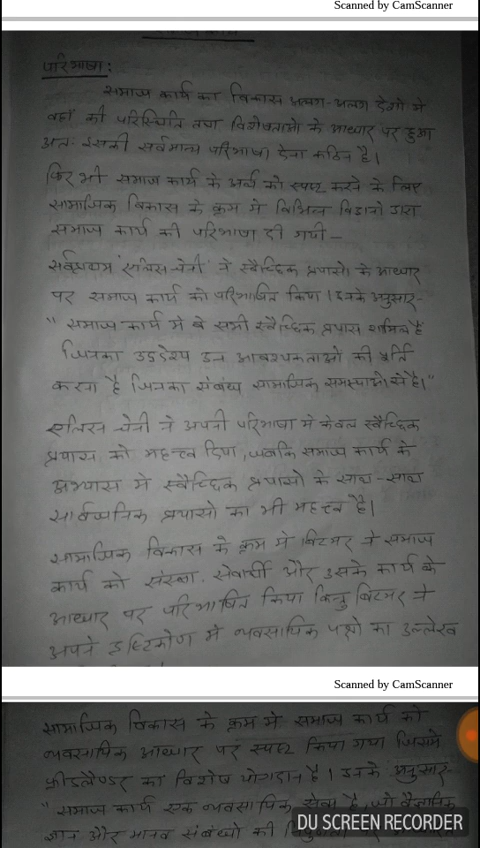 Scanned by CamScanner
परिभाषा:
समाज कार्य का विकास अलग-अलग देशों में
वहाँ की परिस्थिति तथा विशेषताओं के आधार पर हुआ
अतः इसकी सर्वमान्य परिभाषा देना कठिन है।
फिर भी समाज कार्य के अर्थ को स्पष्ट करने के लिए
सामाजिक विकास के क्रम में विभिन्न विद्वानों द्वारा
समाज कार्य की परिभाषा दी गयी –
सर्वप्रथम 'एलिस चेनी' ने स्वैच्छिक प्रयासों के आधार
पर समाज कार्य को परिभाषित किया। उनके अनुसार-
" समाज कार्य में वे सभी स्वैच्छिक प्रयास शामिल है
जिनका उद्देश्य उन आवश्यकताओं की पूर्ति
करना है जिनका संबंध सामाजिक समस्याओं से है।"
एलिस चेनी ने अपनी परिभाषा में केवल स्वैच्छिक
प्रयास को महत्त्व दिया, जबकि समाज कार्य के
अभ्यास में स्वैच्छिक प्रयासों के साथ-साथ
सार्वजनिक प्रयासों का भी महत्त्व है।
सामाजिक विकास के क्रम में विटमर ने समाज
कार्य को संस्था, सेवार्थी और उसके कार्य के
आधार पर परिभाषित किया किन्तु विटमर ने
अपने दृष्टिकोण में व्यवसायिक पक्षों का उल्लेख
Scanned by CamScanner
सामाजिक विकास के क्रम में समाज कार्य को
व्यवसायिक आधार पर स्पष्ट किया गया जिसमें
फ्रीडलैण्डर का विशेष योगदान है। उनके अनुसार-
" समाज कार्य एक व्यवसायिक सेवा है, जो वैज्ञानिक
ज्ञान और मानव संबंधों की
DU SCREEN RECORDER